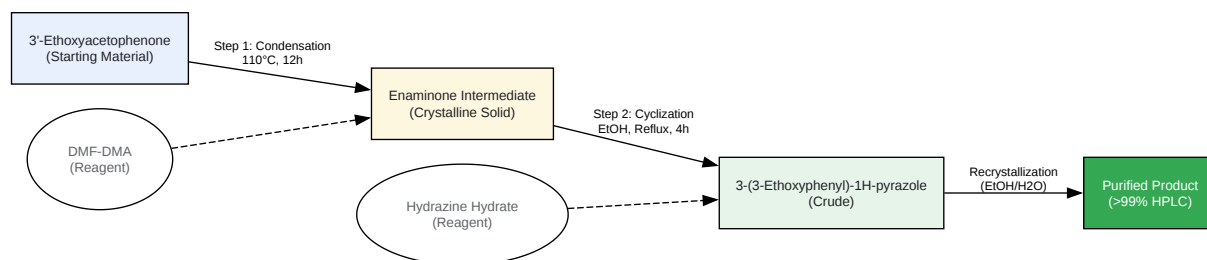 3'-Ethoxyacetophenone
(Starting Material)
Step 1: Condensation
110°C, 12h
DMF-DMA
(Reagent)
Enaminone Intermediate
(Crystalline Solid)
Step 2: Cyclization
EtOH, Reflux, 4h
Hydrazine Hydrate
(Reagent)
3-(3-Ethoxyphenyl)-1H-pyrazole
(Crude)
Recrystallization
(EtOH/H2O)
Purified Product
(>99% HPLC)